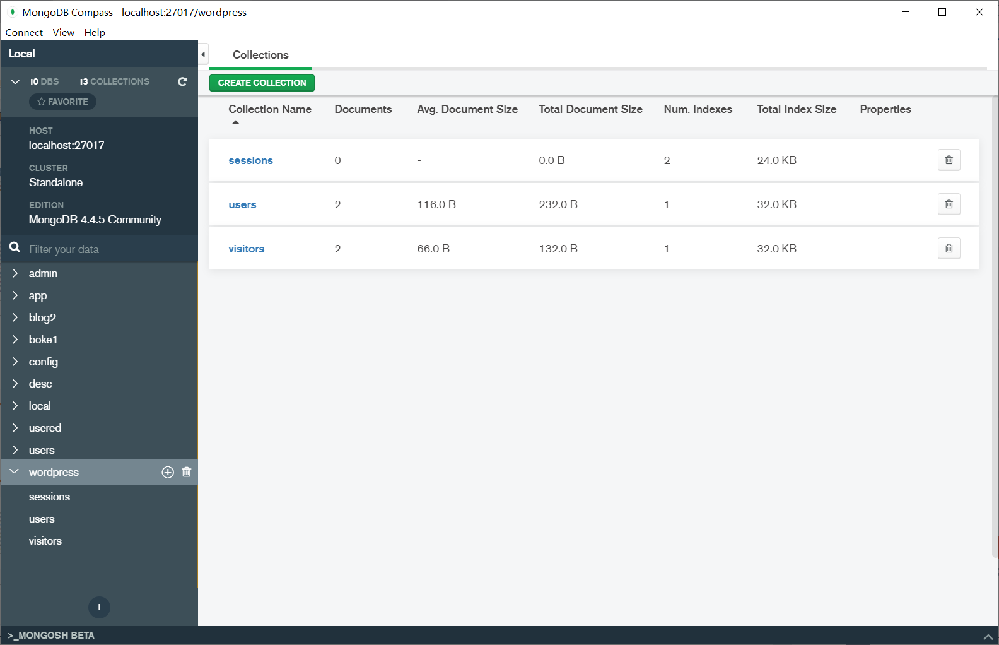 MongoDB Compass - localhost:27017/wordpress
Connect View Help
Local
10 DBS 13 COLLECTIONS
FAVORITE
HOST
localhost:27017
CLUSTER
Standalone
EDITION
MongoDB 4.4.5 Community
Filter your data
admin
app
blog2
boke1
config
desc
local
usered
users
wordpress
sessions
users
visitors
+
Collections
CREATE COLLECTION
Collection Name Documents Avg. Document Size Total Document Size Num. Indexes Total Index Size Properties
sessions 0 - 0.0 B 2 24.0 KB
users 2 116.0 B 232.0 B 1 32.0 KB
visitors 2 66.0 B 132.0 B 1 32.0 KB
>_MONGOSH BETA